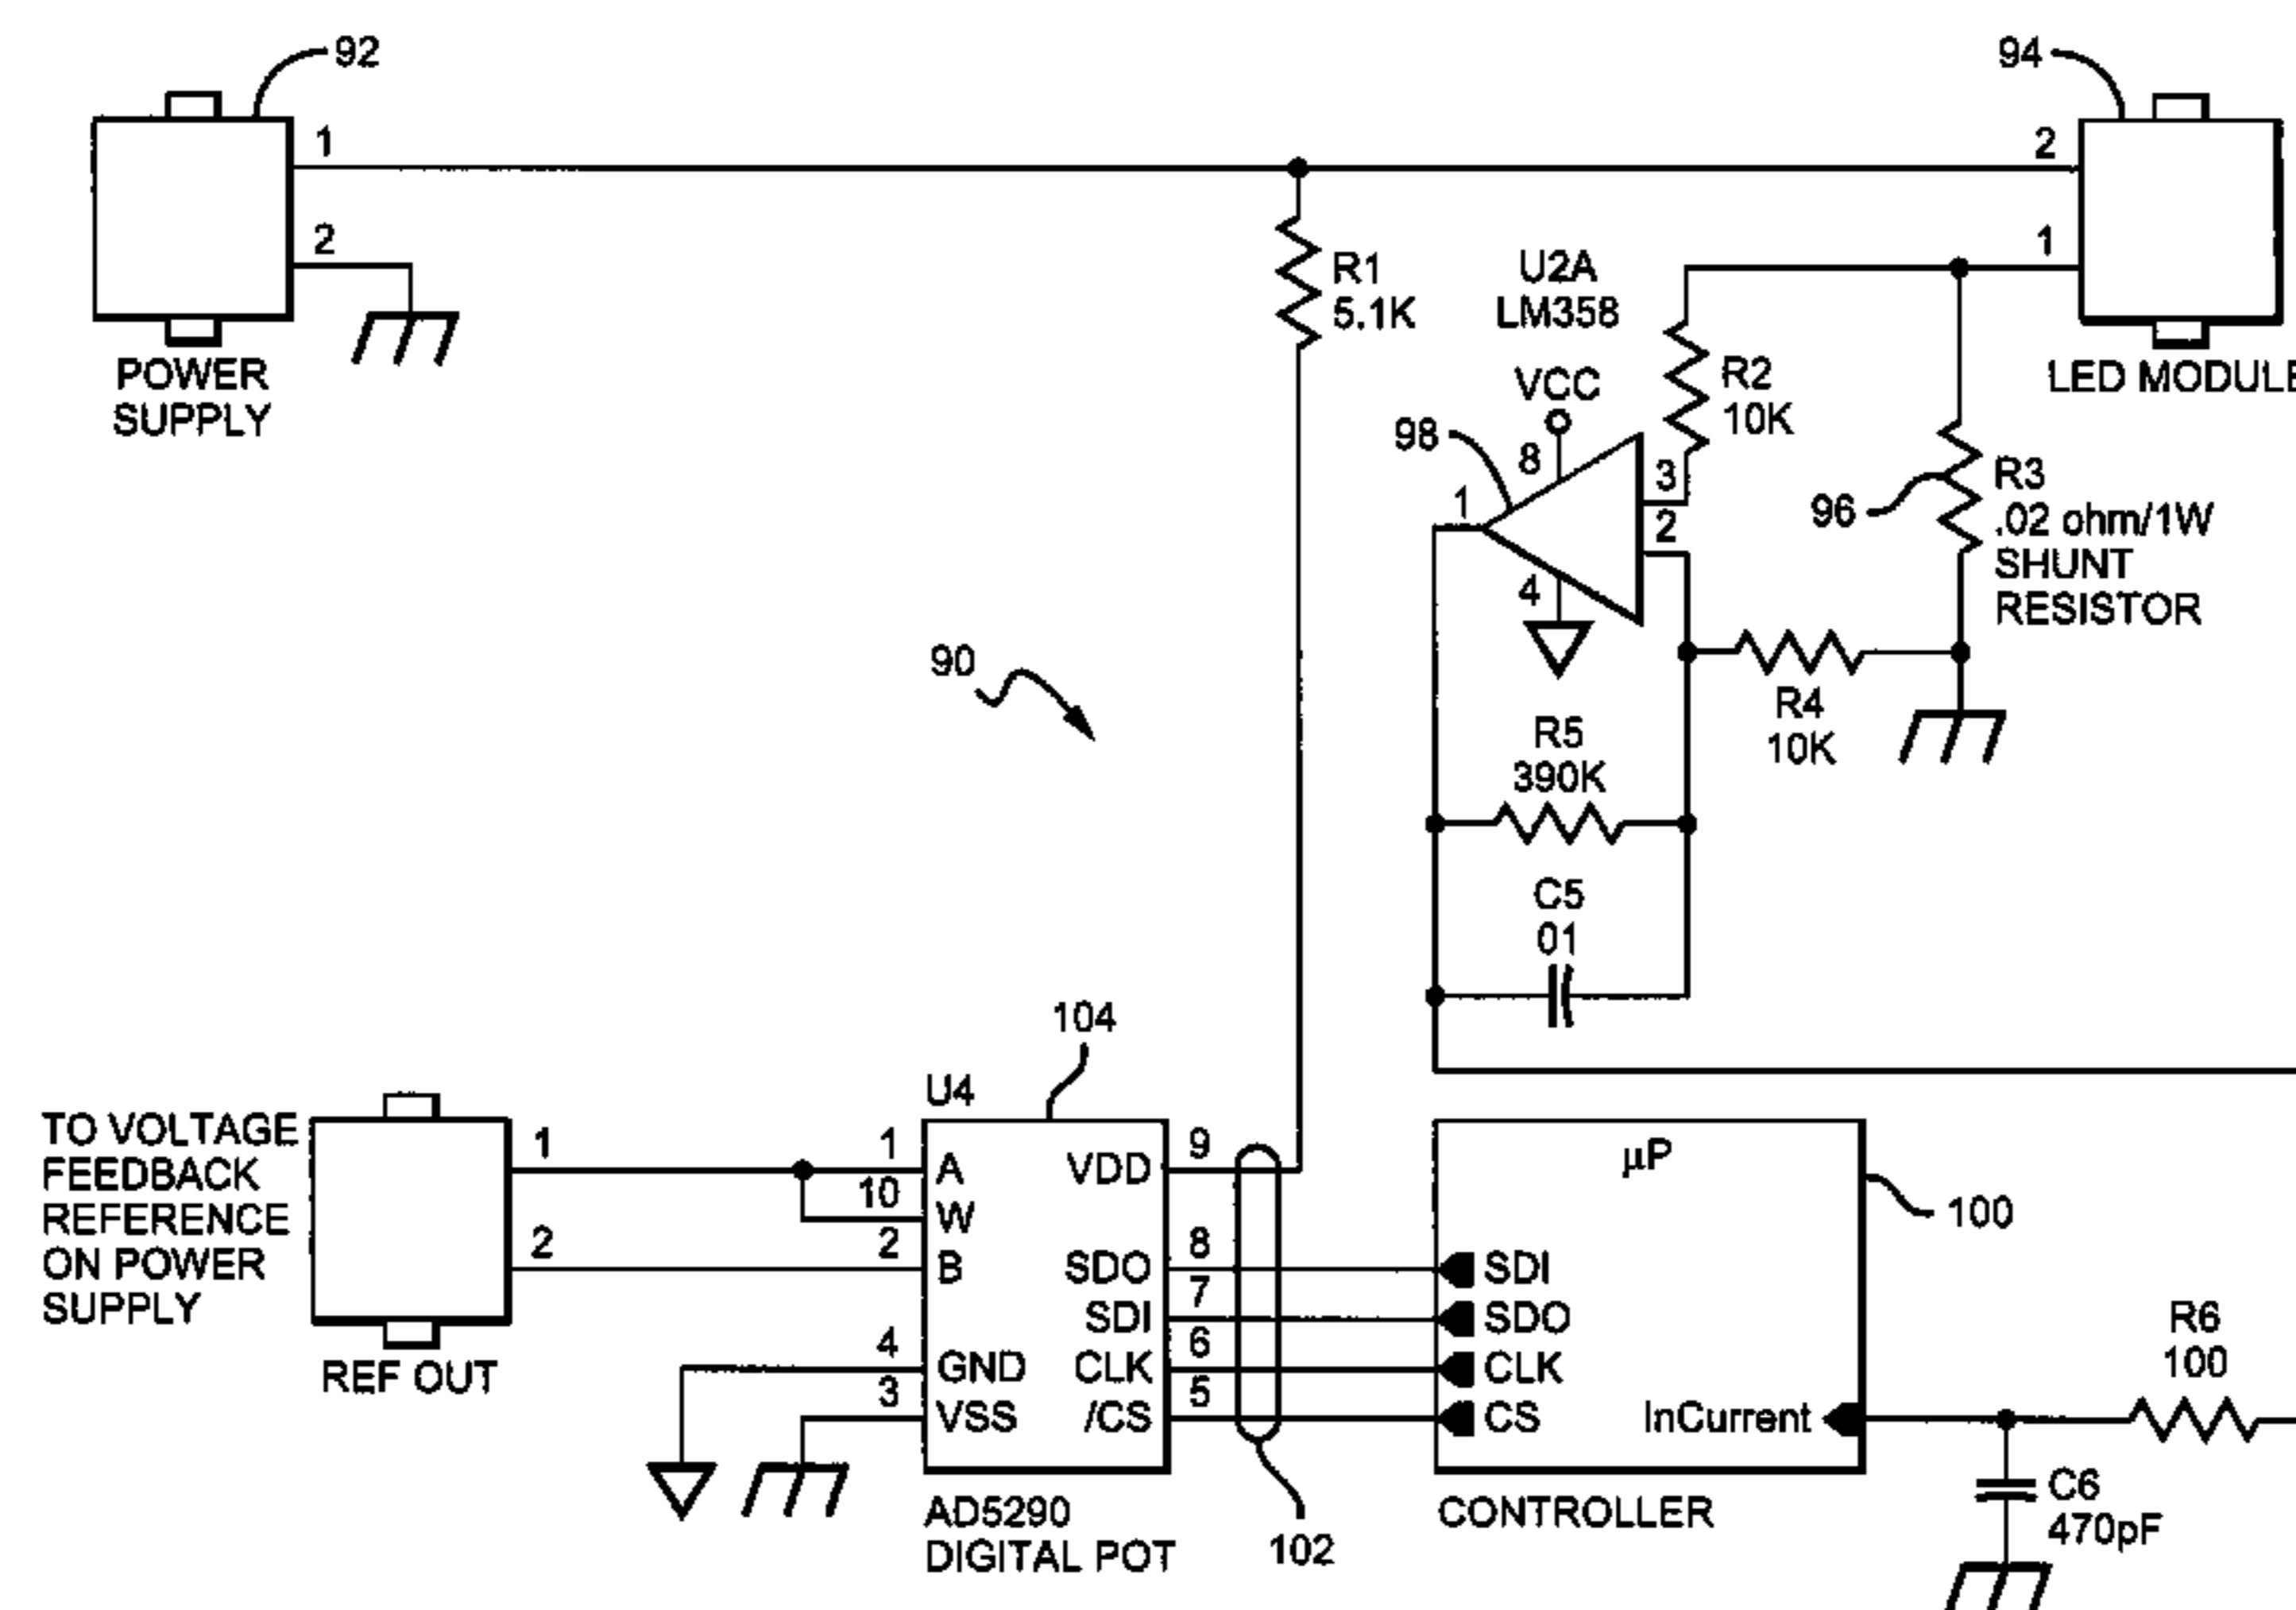 92
94
1
2
2
1
POWER
SUPPLY
R1
5.1K
U2A
LM358
VCC
LED MODULE
R2
10K
98
8
3
1
2
4
96
R3
.02 ohm/1W
SHUNT
RESISTOR
90
R4
10K
R5
390K
C5
01
104
U4
TO VOLTAGE
FEEDBACK
REFERENCE
ON POWER
SUPPLY
1
2
REF OUT
1
10
2
4
3
A
W
B
GND
VSS
VDD
SDO
SDI
CLK
/CS
9
8
7
6
5
AD5290
DIGITAL POT
102
μP
100
SDI
SDO
CLK
CS
InCurrent
CONTROLLER
R6
100
C6
470pF